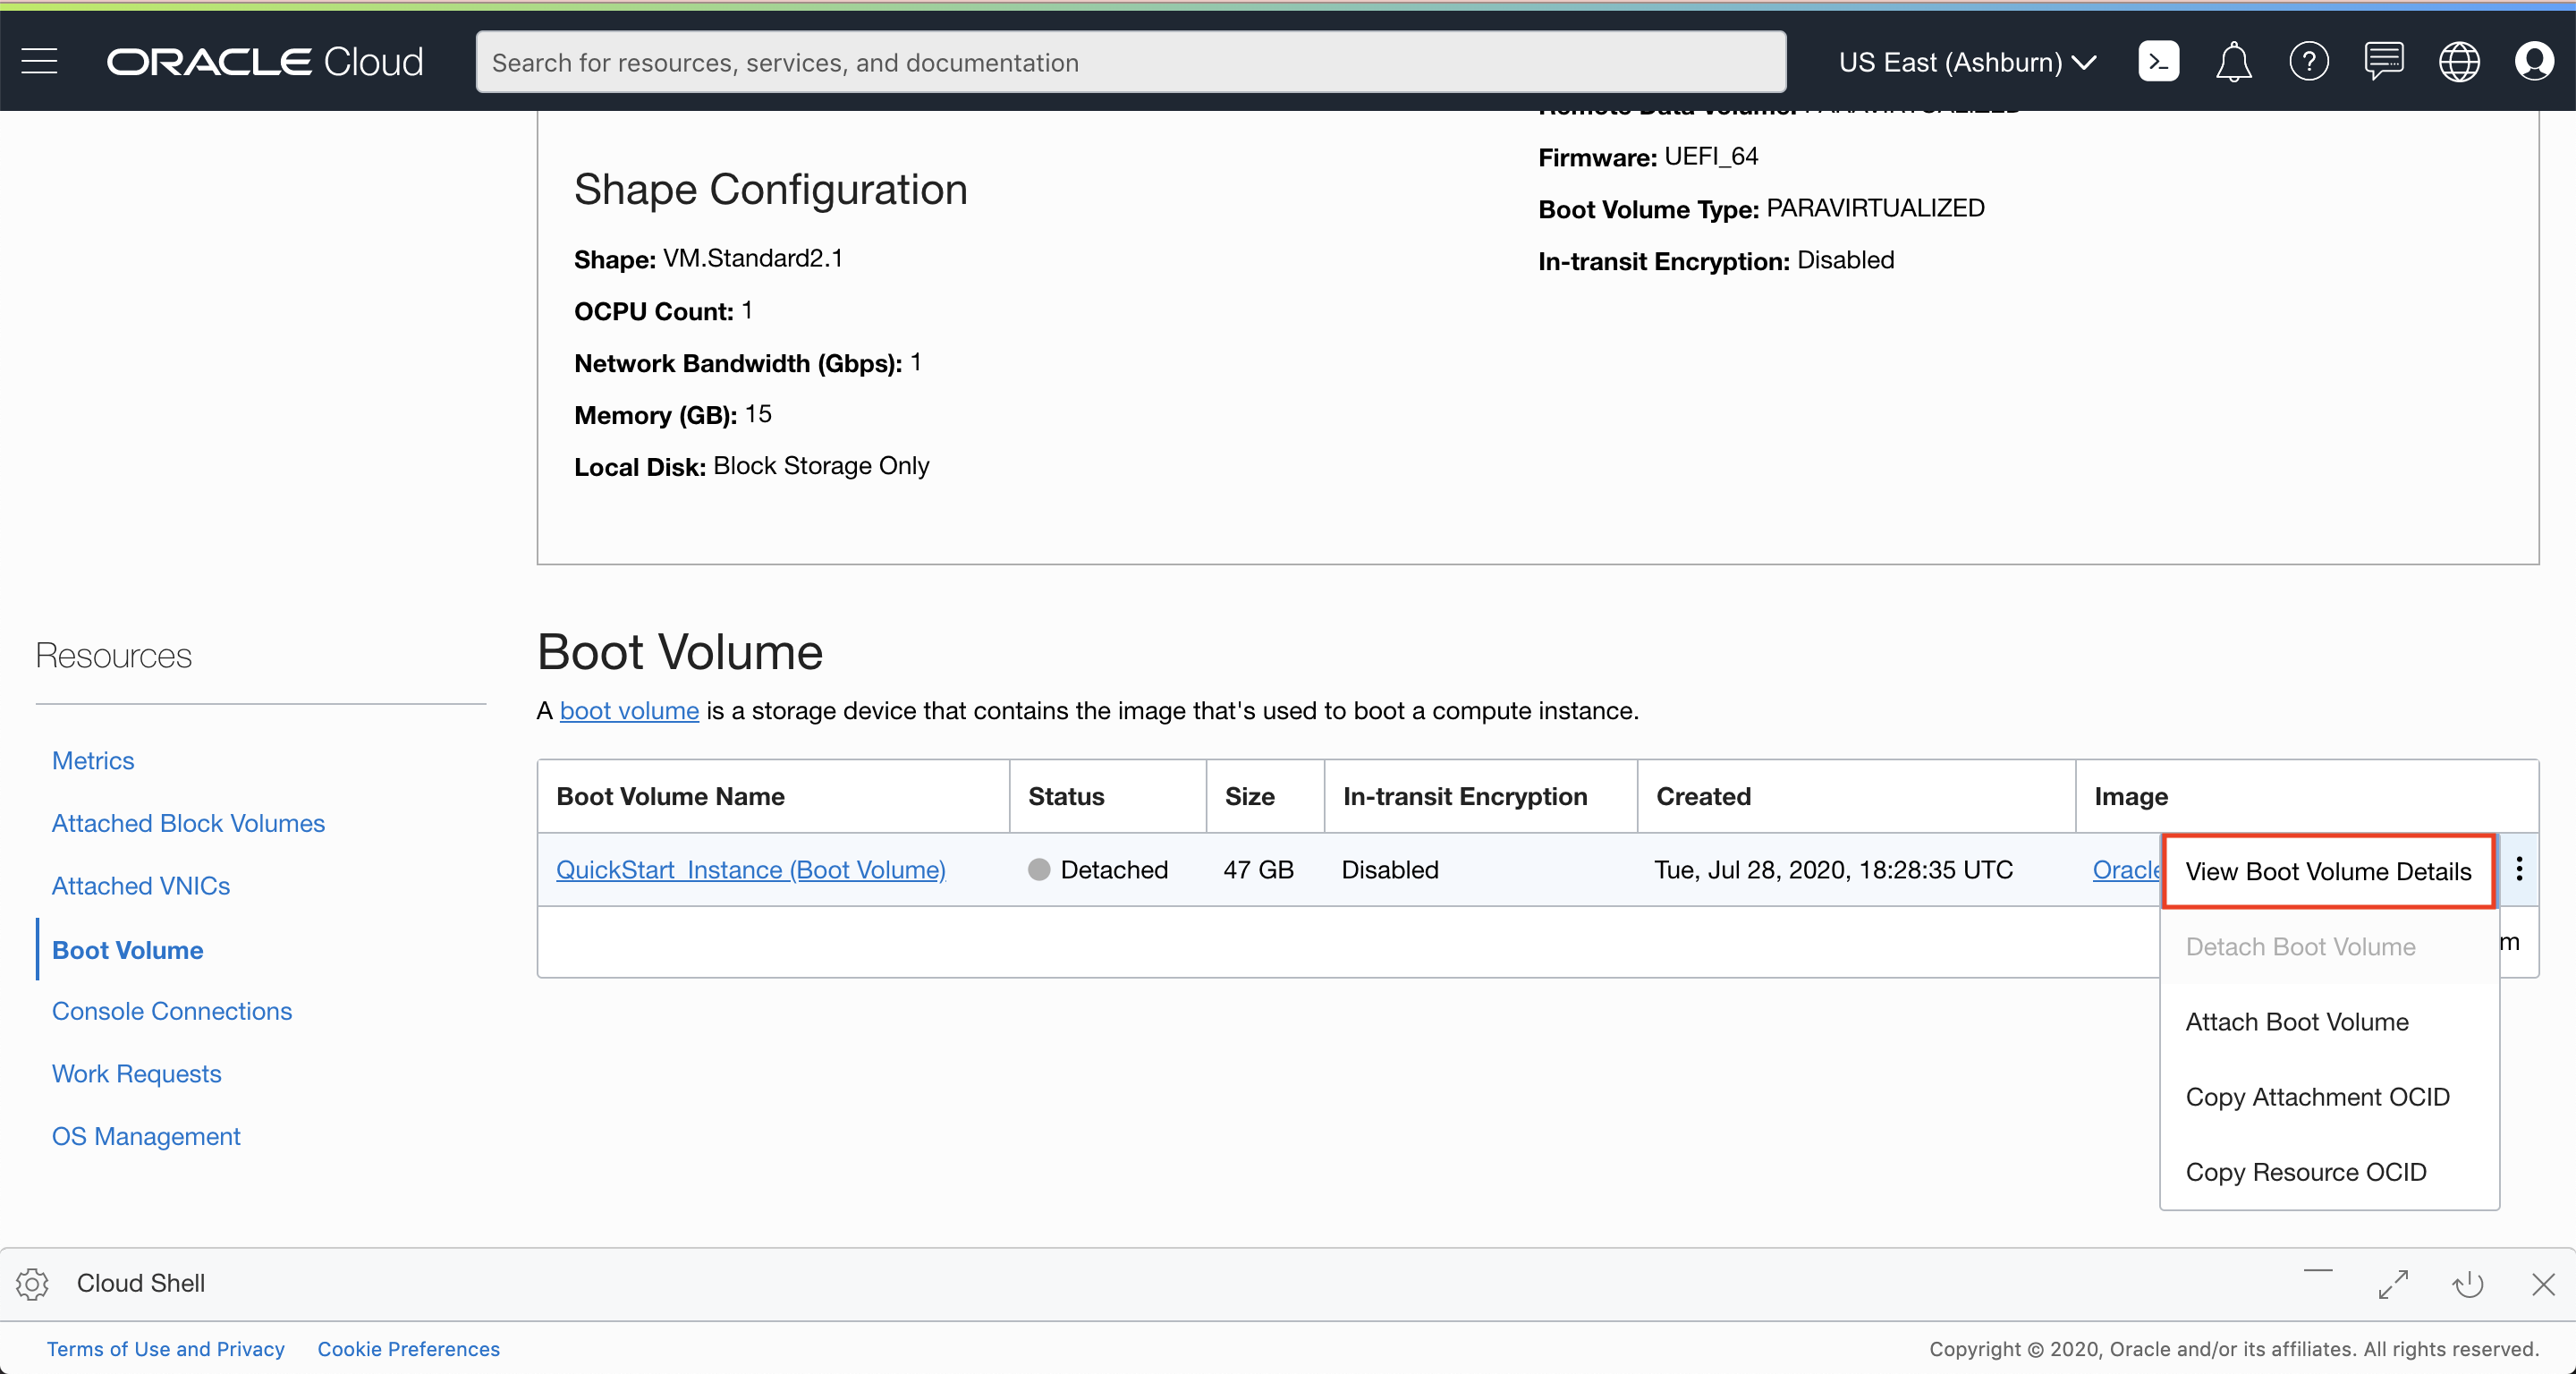 ORACLE Cloud
Search for resources, services, and documentation
US East (Ashburn)
Remote Data Volume: PARAVIRTUALIZED
Firmware: UEFI_64
Boot Volume Type: PARAVIRTUALIZED
In-transit Encryption: Disabled
Shape Configuration
Shape: VM.Standard2.1
OCPU Count: 1
Network Bandwidth (Gbps): 1
Memory (GB): 15
Local Disk: Block Storage Only
Resources
Metrics
Attached Block Volumes
Attached VNICs
Boot Volume
Console Connections
Work Requests
OS Management
Boot Volume
A boot volume is a storage device that contains the image that's used to boot a compute instance.
Boot Volume Name Status Size In-transit Encryption Created Image
QuickStart_Instance (Boot Volume) Detached 47 GB Disabled Tue, Jul 28, 2020, 18:28:35 UTC Oracle
View Boot Volume Details
Detach Boot Volume
Attach Boot Volume
Copy Attachment OCID
Copy Resource OCID
Cloud Shell
Terms of Use and Privacy Cookie Preferences
Copyright © 2020, Oracle and/or its affiliates. All rights reserved.